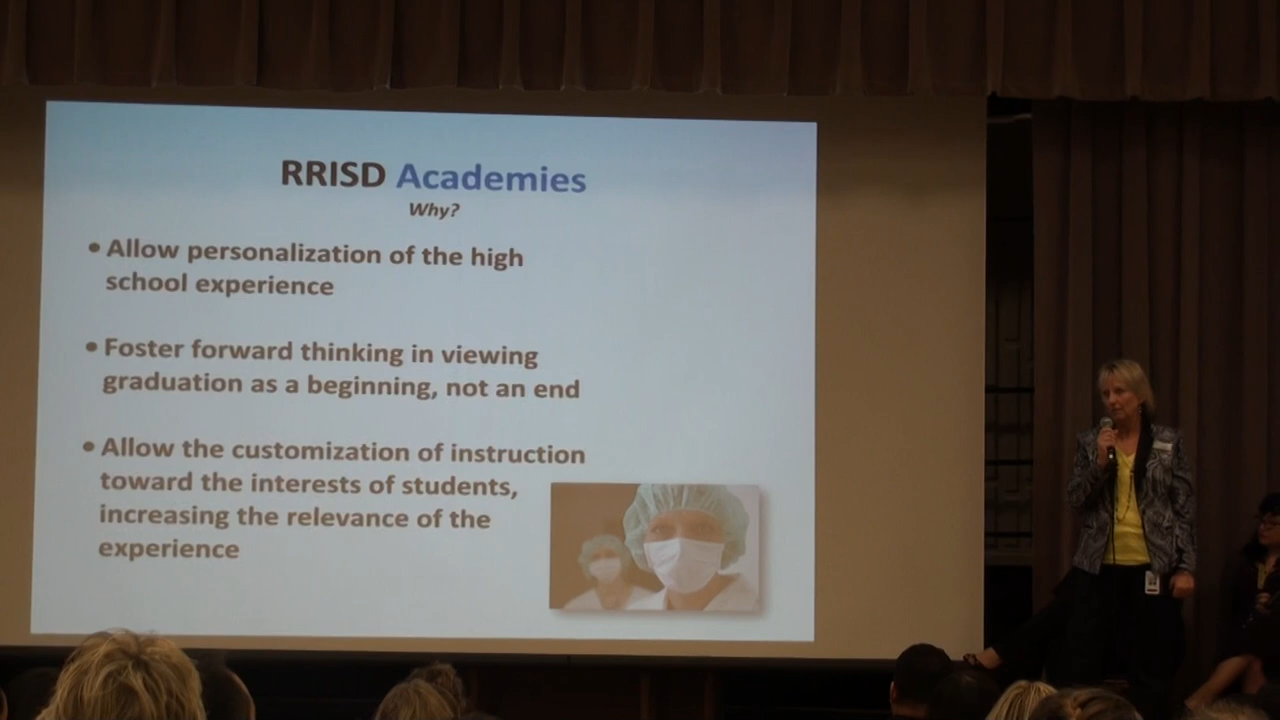 RRISD Academies
Why?
• Allow personalization of the high
school experience
• Foster forward thinking in viewing
graduation as a beginning, not an end
• Allow the customization of instruction
toward the interests of students,
increasing the relevance of the
experience